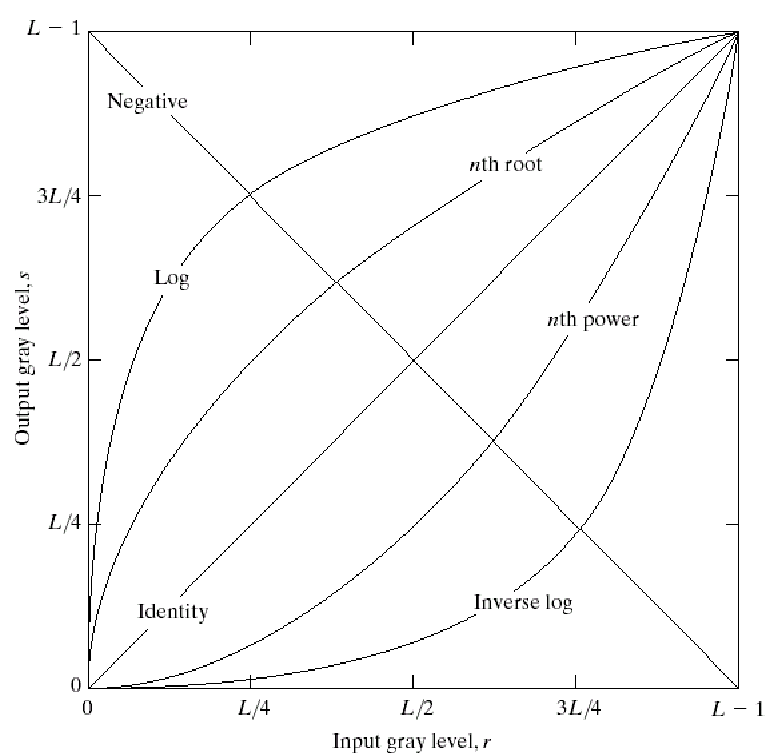 L − 1
Negative
nth root
3L/4
Log
nth power
L/2
Output gray level, s
L/4
Inverse log
Identity
0
0 L/4 L/2 3L/4 L − 1
Input gray level, r